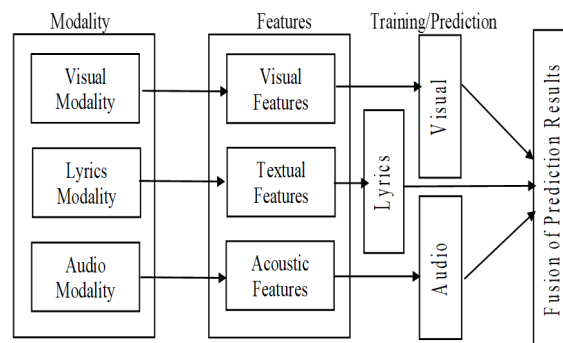 Modality
Features
Training/Prediction
Visual
Modality
Visual
Features
Visual
Lyrics
Modality
Textual
Features
Lyrics
Audio
Modality
Acoustic
Features
Audio
Fusion of Prediction Results